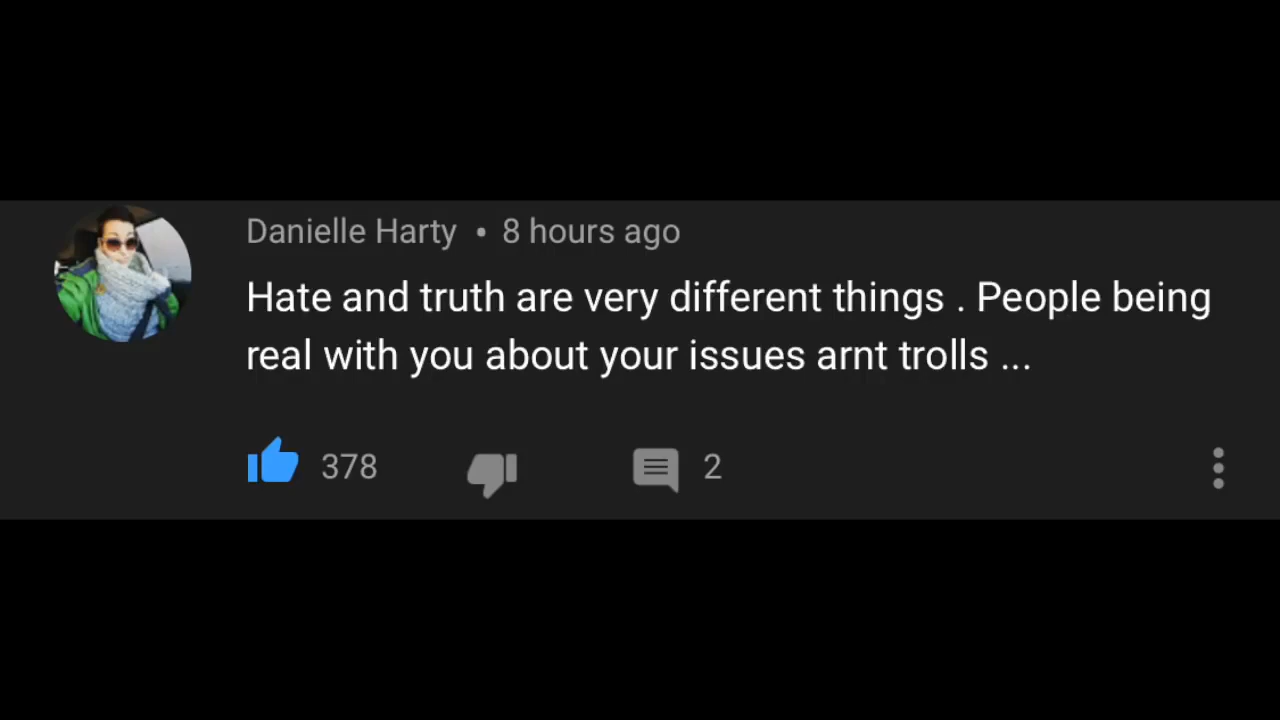 Danielle Harty • 8 hours ago
Hate and truth are very different things . People being
real with you about your issues arnt trolls ...
378 2